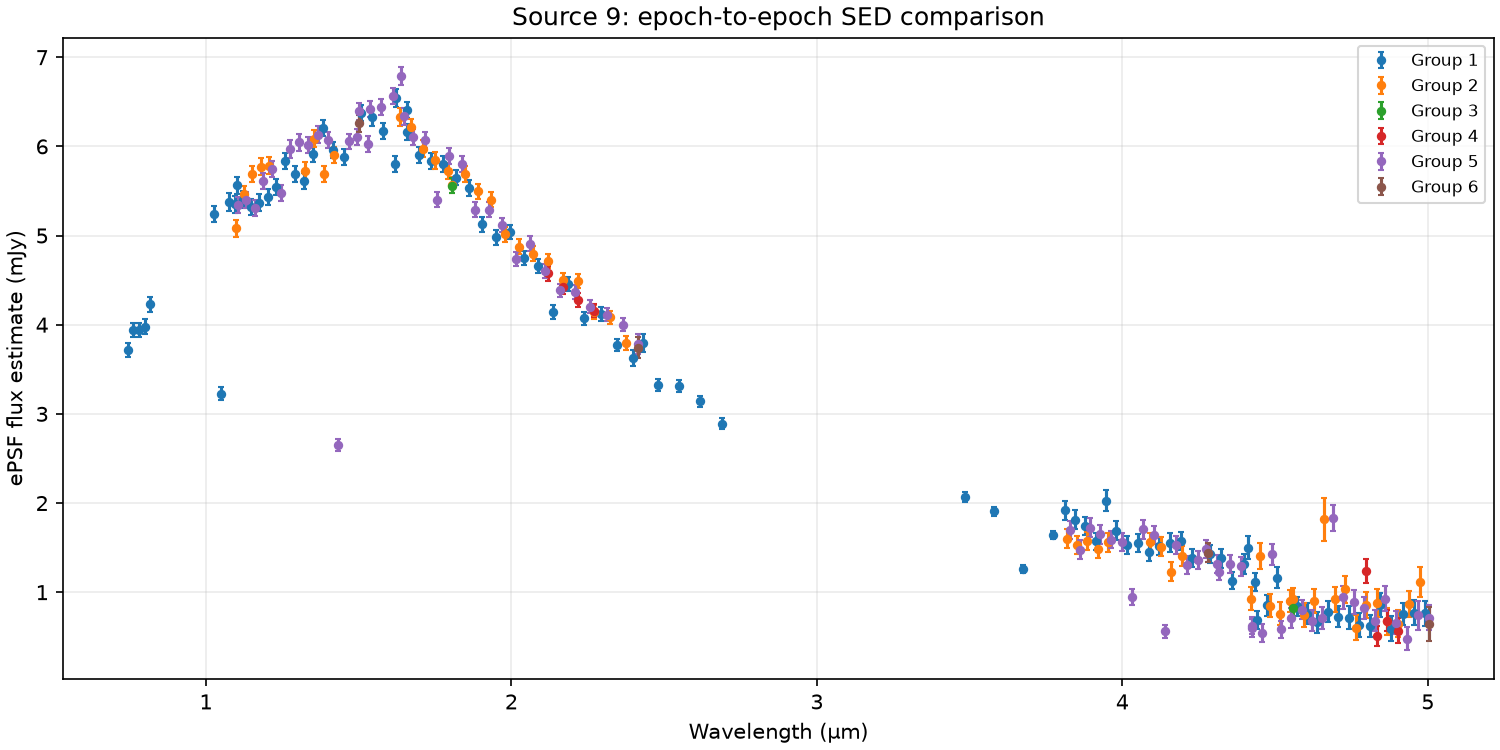 Source 9: epoch-to-epoch SED comparison
ePSF flux estimate (mJy)
7
6
5
4
3
2
1
1
2
3
4
5
Wavelength (μm)
Group 1
Group 2
Group 3
Group 4
Group 5
Group 6